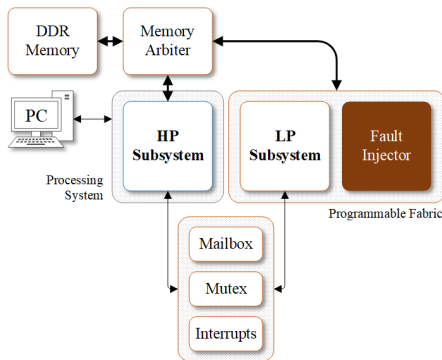 DDR
Memory
Memory
Arbiter
PC
HP
Subsystem
LP
Subsystem
Fault
Injector
Processing
System
Programmable Fabric
Mailbox
Mutex
Interrupts